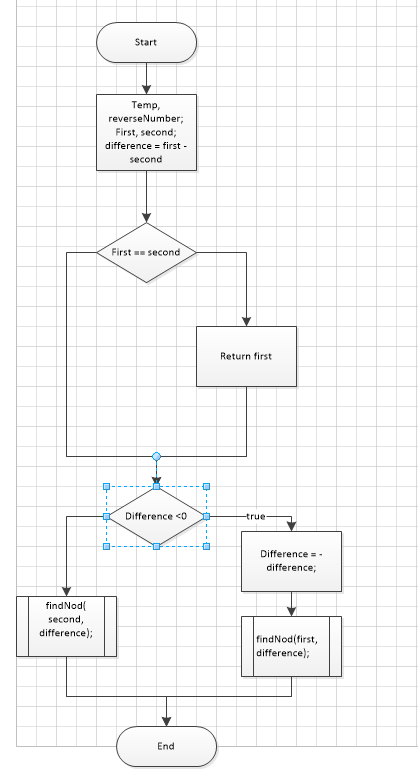 Start
Temp,
reverseNumber;
First, second;
difference = first -
second
First == second
Return first
Difference <0
true
Difference = -
difference;
findNod(
second,
difference);
findNod(first,
difference);
End